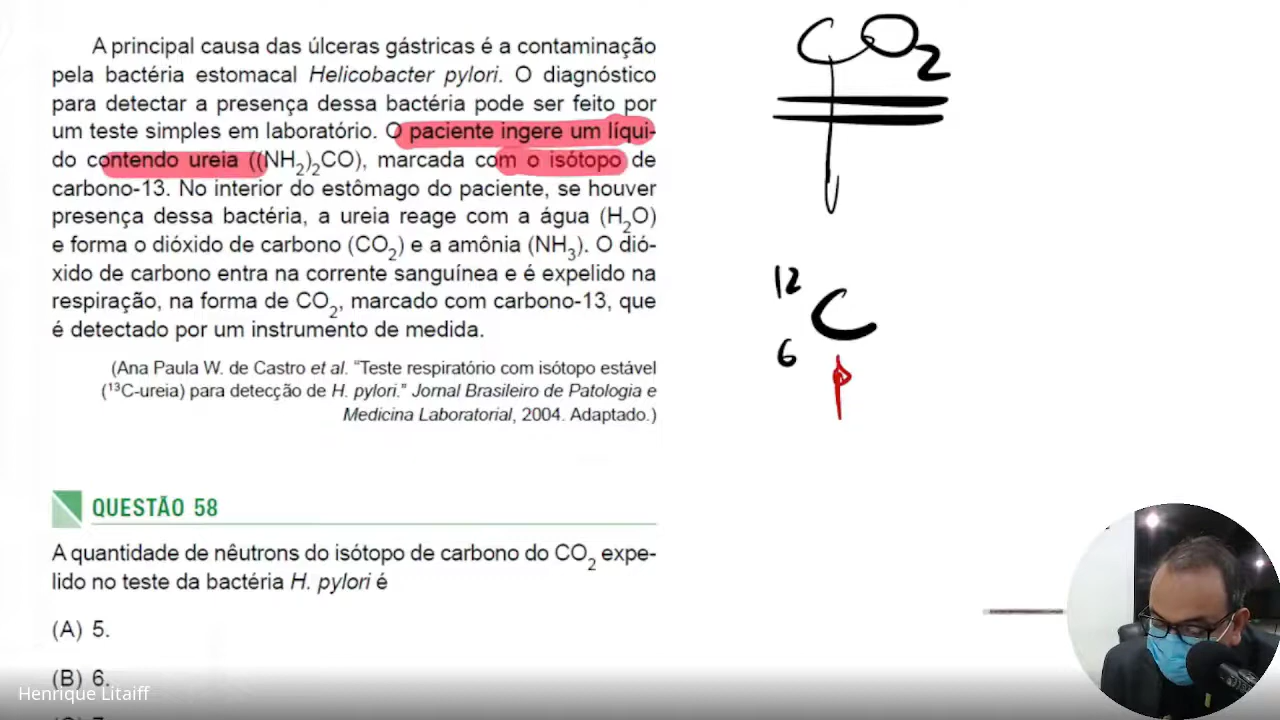 A principal causa das úlceras gástricas é a contaminação
pela bactéria estomacal Helicobacter pylori. O diagnóstico
para detectar a presença dessa bactéria pode ser feito por
um teste simples em laboratório. O paciente ingere um líqui-
do contendo ureia ((NH2)2CO), marcada com o isótopo de
carbono-13. No interior do estômago do paciente, se houver
presença dessa bactéria, a ureia reage com a água (H2O)
e forma o dióxido de carbono (CO2) e a amônia (NH3). O dió-
xido de carbono entra na corrente sanguínea e é expelido na
respiração, na forma de CO2, marcado com carbono-13, que
é detectado por um instrumento de medida.
(Ana Paula W. de Castro et al. “Teste respiratório com isótopo estável
(¹³C-ureia) para detecção de H. pylori.” Jornal Brasileiro de Patologia e
Medicina Laboratorial, 2004. Adaptado.)
QUESTÃO 58
A quantidade de nêutrons do isótopo de carbono do CO2 expe-
lido no teste da bactéria H. pylori é
(A) 5.
(B) 6.
Henrique Litaiff
CO2
12
C
6
p